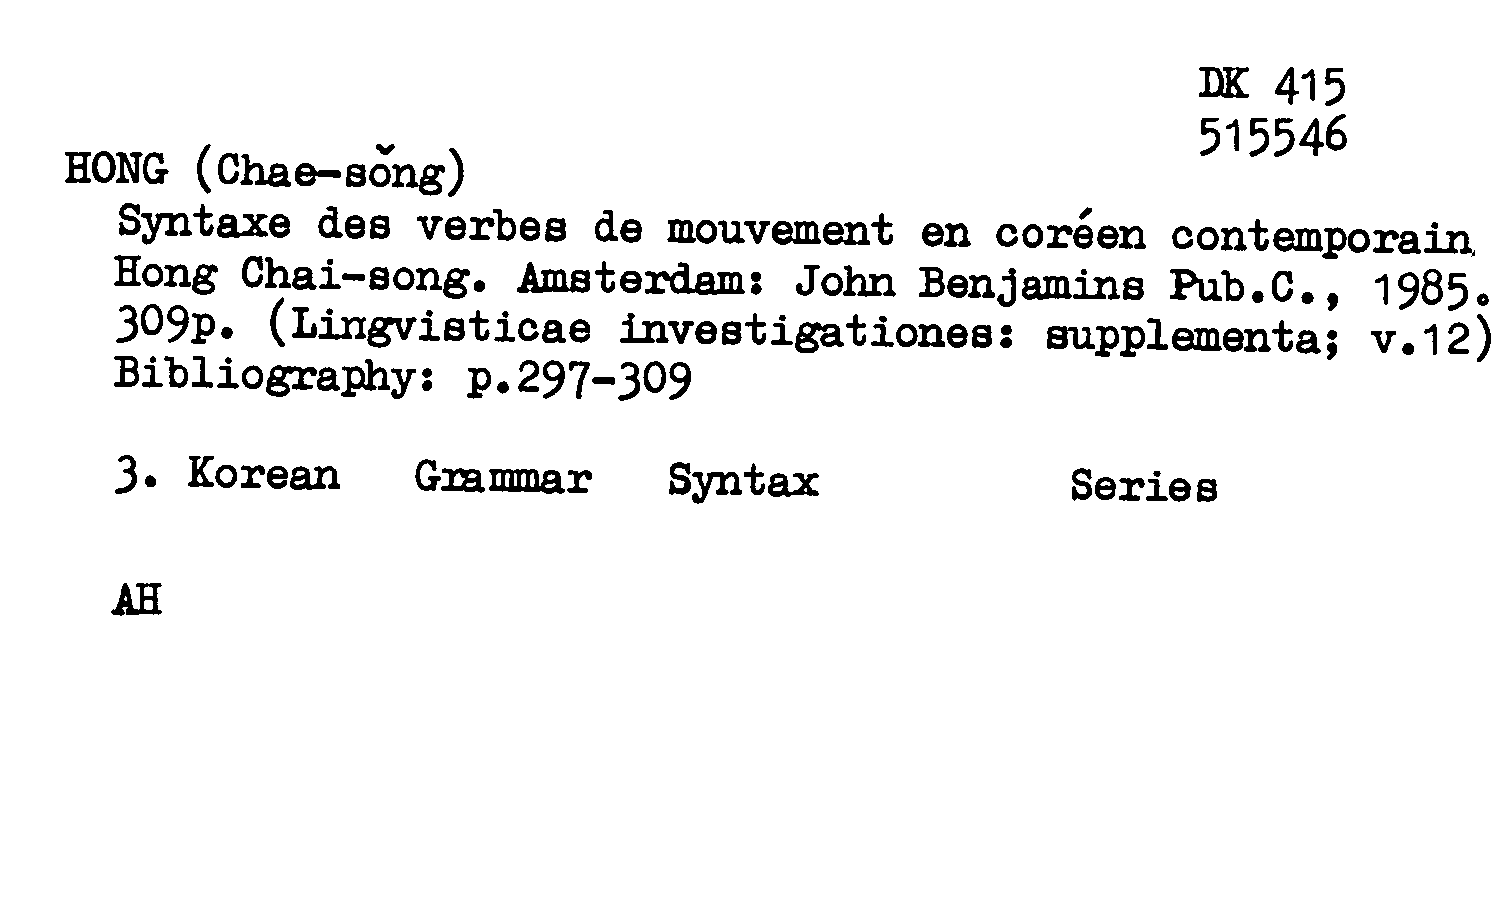 DK 415
515546
HONG (Chae-sŏng)
Syntaxe des verbes de mouvement en coréen contemporain,
Hong Chai-song. Amsterdam: John Benjamins Pub.C., 1985.
309p. (Lingvisticae investigationes: supplementa; v.12)
Bibliography: p.297-309
3. Korean Grammar Syntax Series
AH